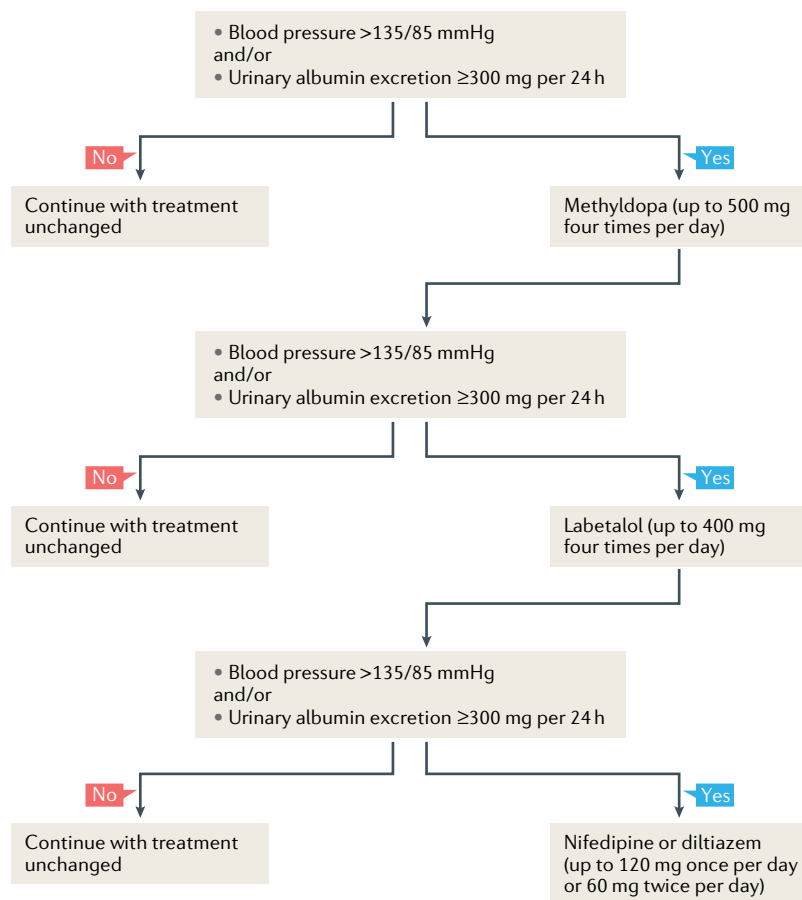 • Blood pressure >135/85 mmHg
and/or
• Urinary albumin excretion ≥300 mg per 24 h
No
Yes
Continue with treatment
unchanged
Methyldopa (up to 500 mg
four times per day)
• Blood pressure >135/85 mmHg
and/or
• Urinary albumin excretion ≥300 mg per 24 h
No
Yes
Continue with treatment
unchanged
Labetalol (up to 400 mg
four times per day)
• Blood pressure >135/85 mmHg
and/or
• Urinary albumin excretion ≥300 mg per 24 h
No
Yes
Continue with treatment
unchanged
Nifedipine or diltiazem
(up to 120 mg once per day
or 60 mg twice per day)